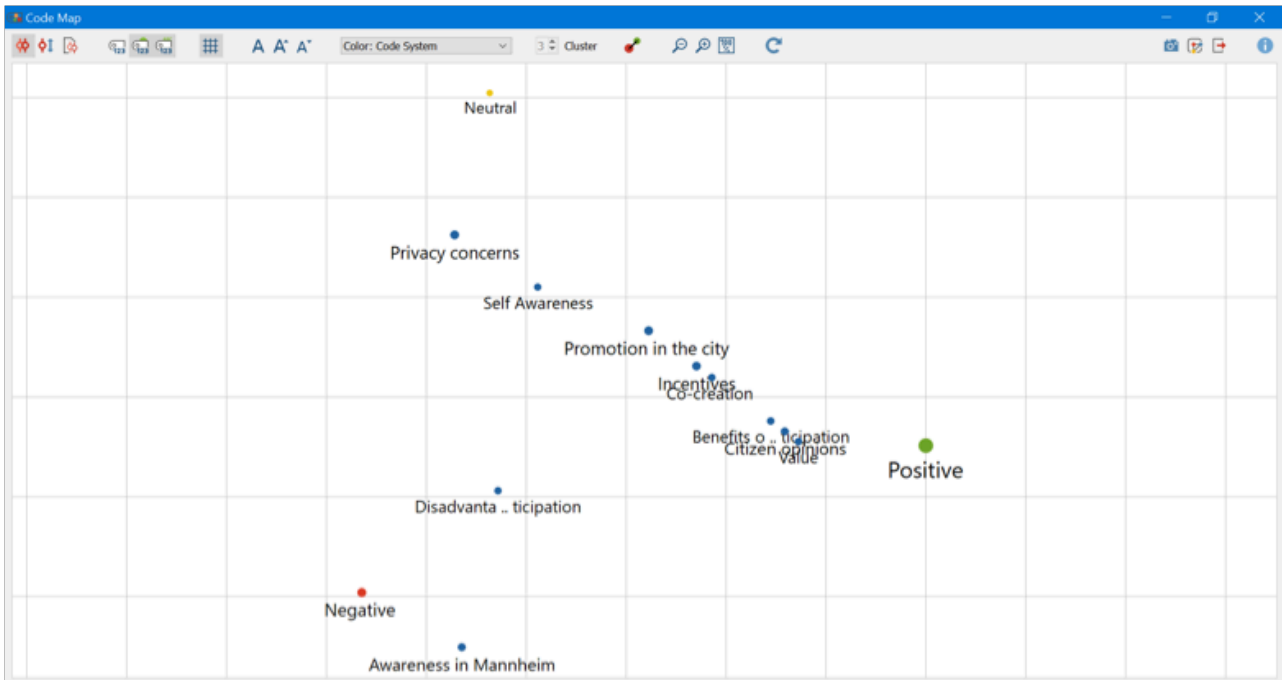 Code Map
A A A
Color: Code System
3 Cluster
Neutral
Privacy concerns
Self Awareness
Promotion in the city
Incentives
Co-creation
Benefits o .. ticipation
Citizen opinions
Value
Positive
Disadvanta .. ticipation
Negative
Awareness in Mannheim